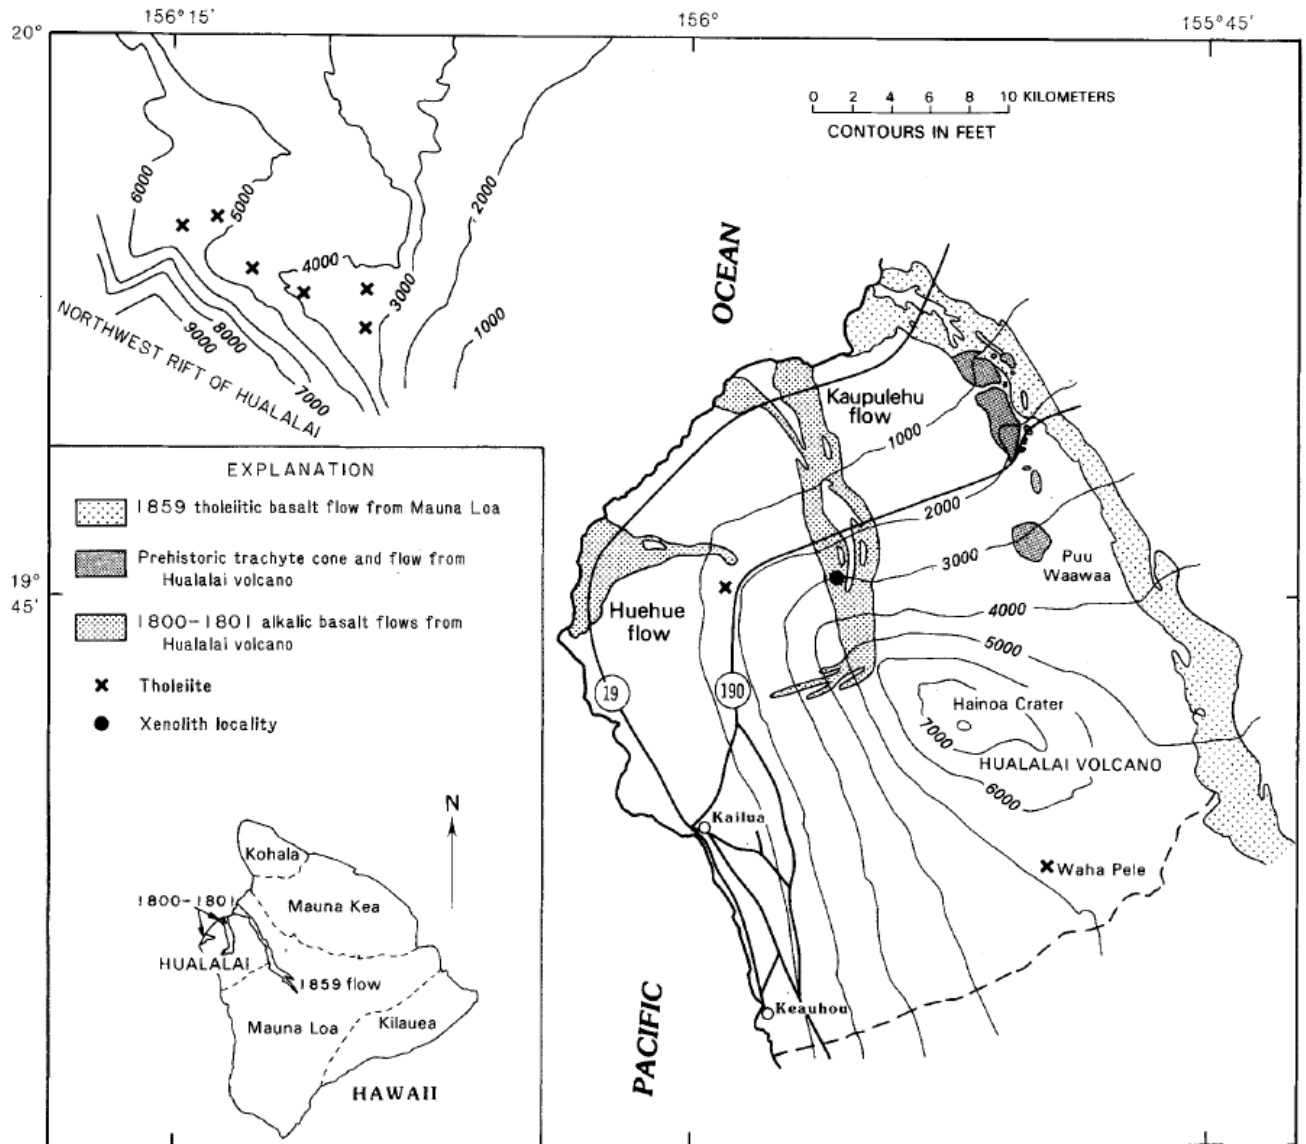 156° 15'
156°
155° 45'
20°
0 2 4 6 8 10 KILOMETERS
CONTOURS IN FEET
6000
5000
2000
4000
3000
1000
9000
8000
7000
NORTHWEST RIFT OF HUALALAI
OCEAN
Kaupulehu
flow
1000
2000
3000
Puu
Waawaa
4000
5000
Hainoa Crater
7000
HUALALAI VOLCANO
6000
Huehue
flow
19
190
Kailua
Waha Pele
Keauhou
PACIFIC
19°
45'
EXPLANATION
1859 tholeiitic basalt flow from Mauna Loa
Prehistoric trachyte cone and flow from
Hualalai volcano
1800-1801 alkalic basalt flows from
Hualalai volcano
Tholeiite
Xenolith locality
N
Kohala
1800-1801
Mauna Kea
HUALALAI
1859 flow
Mauna Loa
Kilauea
HAWAII